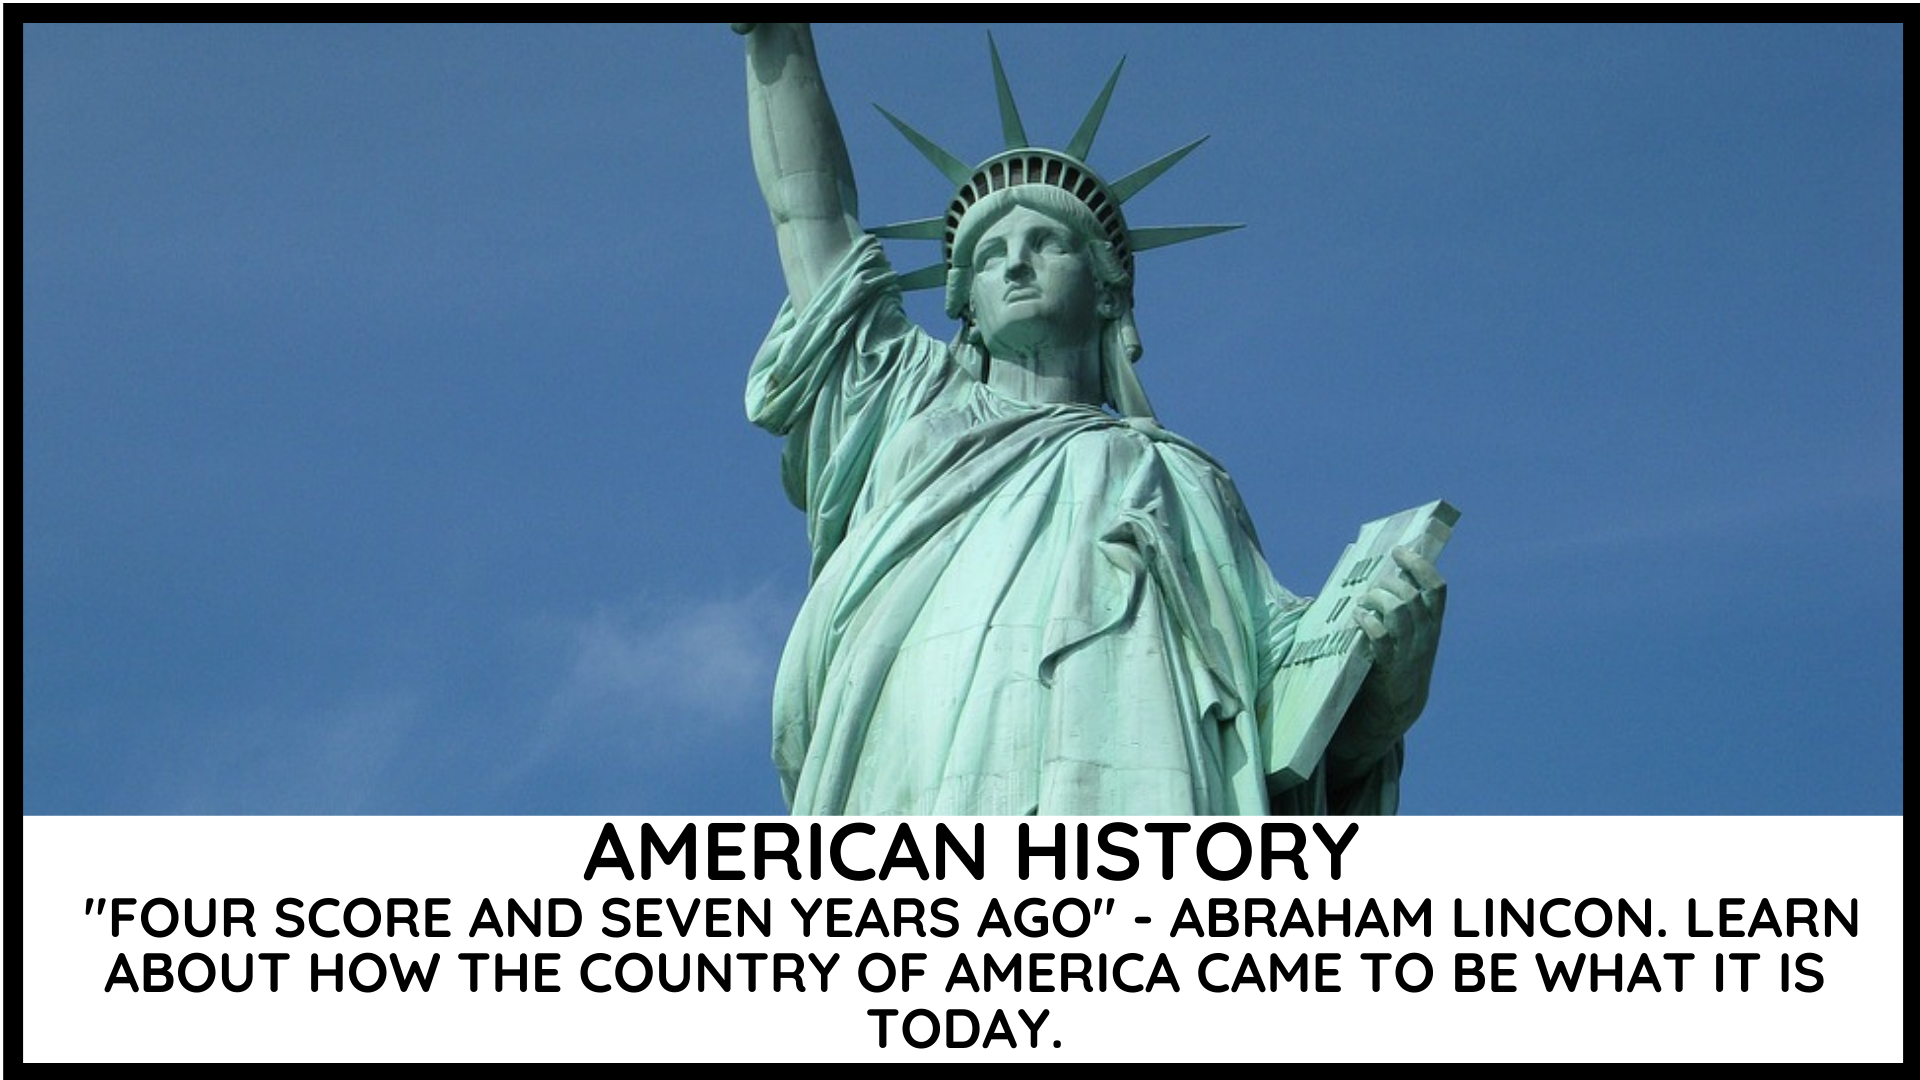 AMERICAN HISTORY
"FOUR SCORE AND SEVEN YEARS AGO" - ABRAHAM LINCON. LEARN
ABOUT HOW THE COUNTRY OF AMERICA CAME TO BE WHAT IT IS
TODAY.